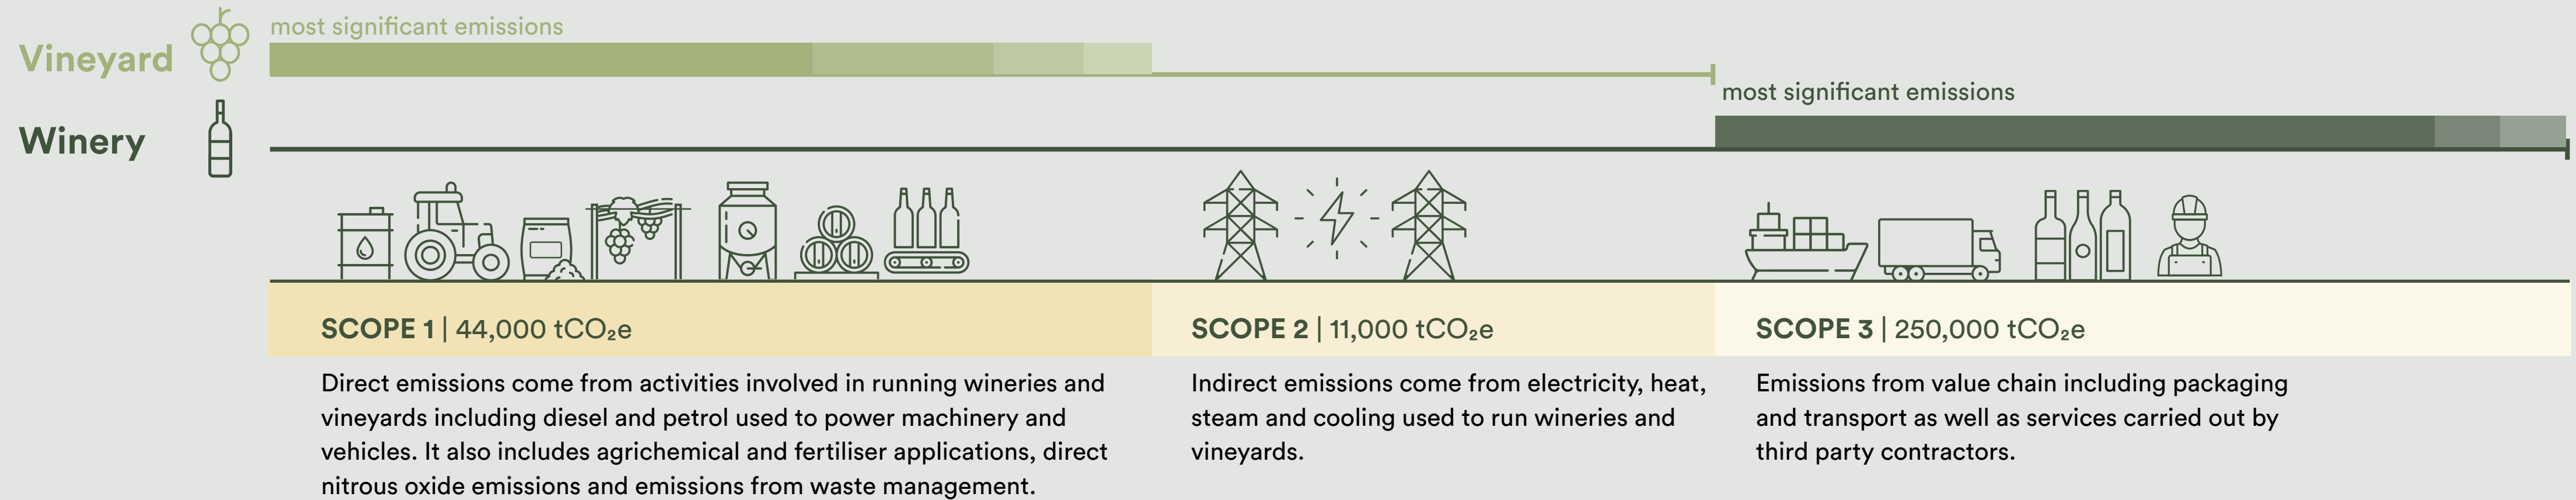 most significant emissions
Vineyard
most significant emissions
Winery
SCOPE 1 | 44,000 tCO₂e
Direct emissions come from activities involved in running wineries and
vineyards including diesel and petrol used to power machinery and
vehicles. It also includes agrichemical and fertiliser applications, direct
nitrous oxide emissions and emissions from waste management.
SCOPE 2 | 11,000 tCO₂e
Indirect emissions come from electricity, heat,
steam and cooling used to run wineries and
vineyards.
SCOPE 3 | 250,000 tCO₂e
Emissions from value chain including packaging
and transport as well as services carried out by
third party contractors.